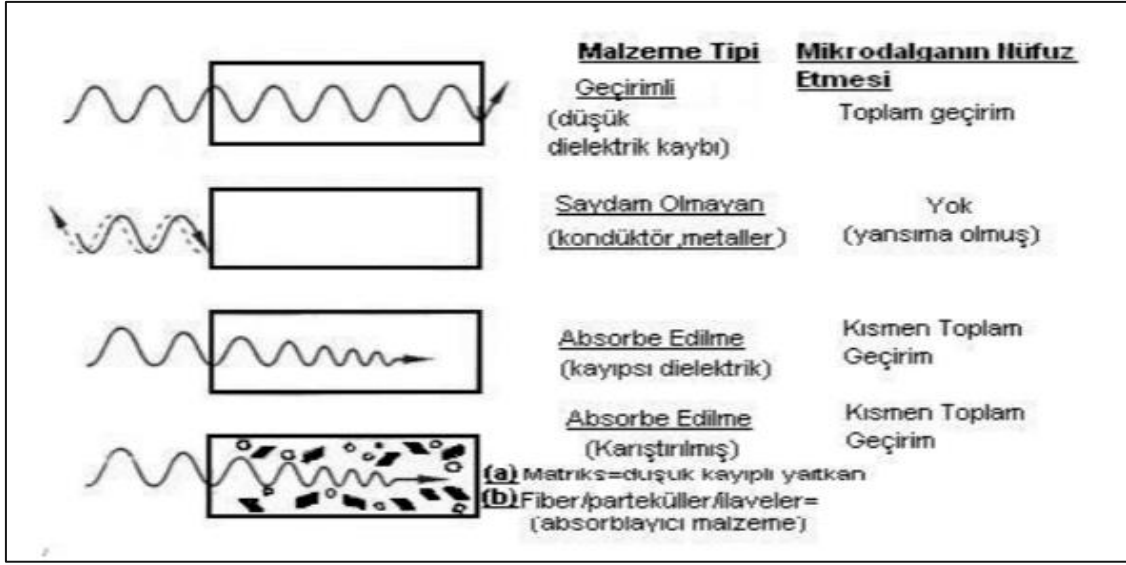 Malzeme Tipi
Mikrodalganın Nüfuz
Etmesi
Geçirimli
(düşük
dielektrik kaybı)
Toplam geçirim
Saydam Olmayan
(kondüktör,metaller)
Yok
(yansıma olmuş)
Absorbe Edilme
(kayıpsı dielektrik)
Kısmen Toplam
Geçirim
Absorbe Edilme
(Karıştırılmış)
Kısmen Toplam
Geçirim
(a) Matriks=düşük kayıplı yaltkan
(b) Fiber/parteküller/ilaveler=
(absorblayıcı malzeme)